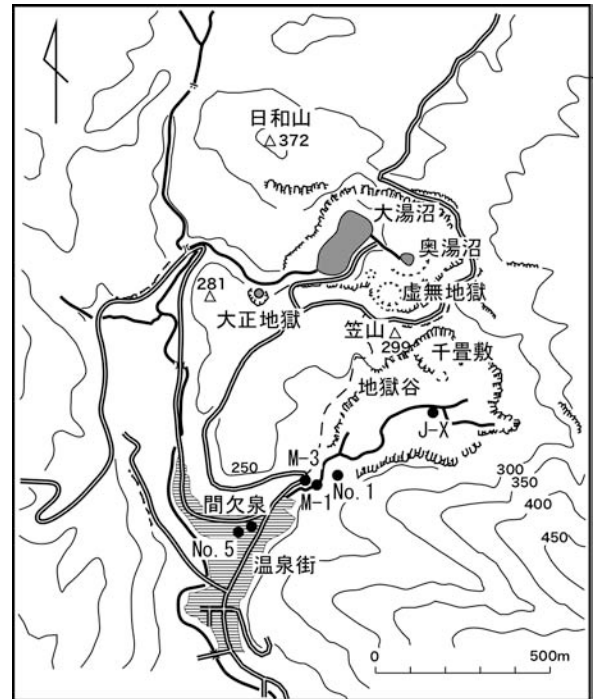 日和山
△372
大湯沼
奥湯沼
281
△
虚無地獄
大正地獄
笠山△
299
千畳敷
地獄谷
J-X
250
M-3
M-1
No.1
300
350
400
450
間欠泉
No.5
温泉街
0
500m